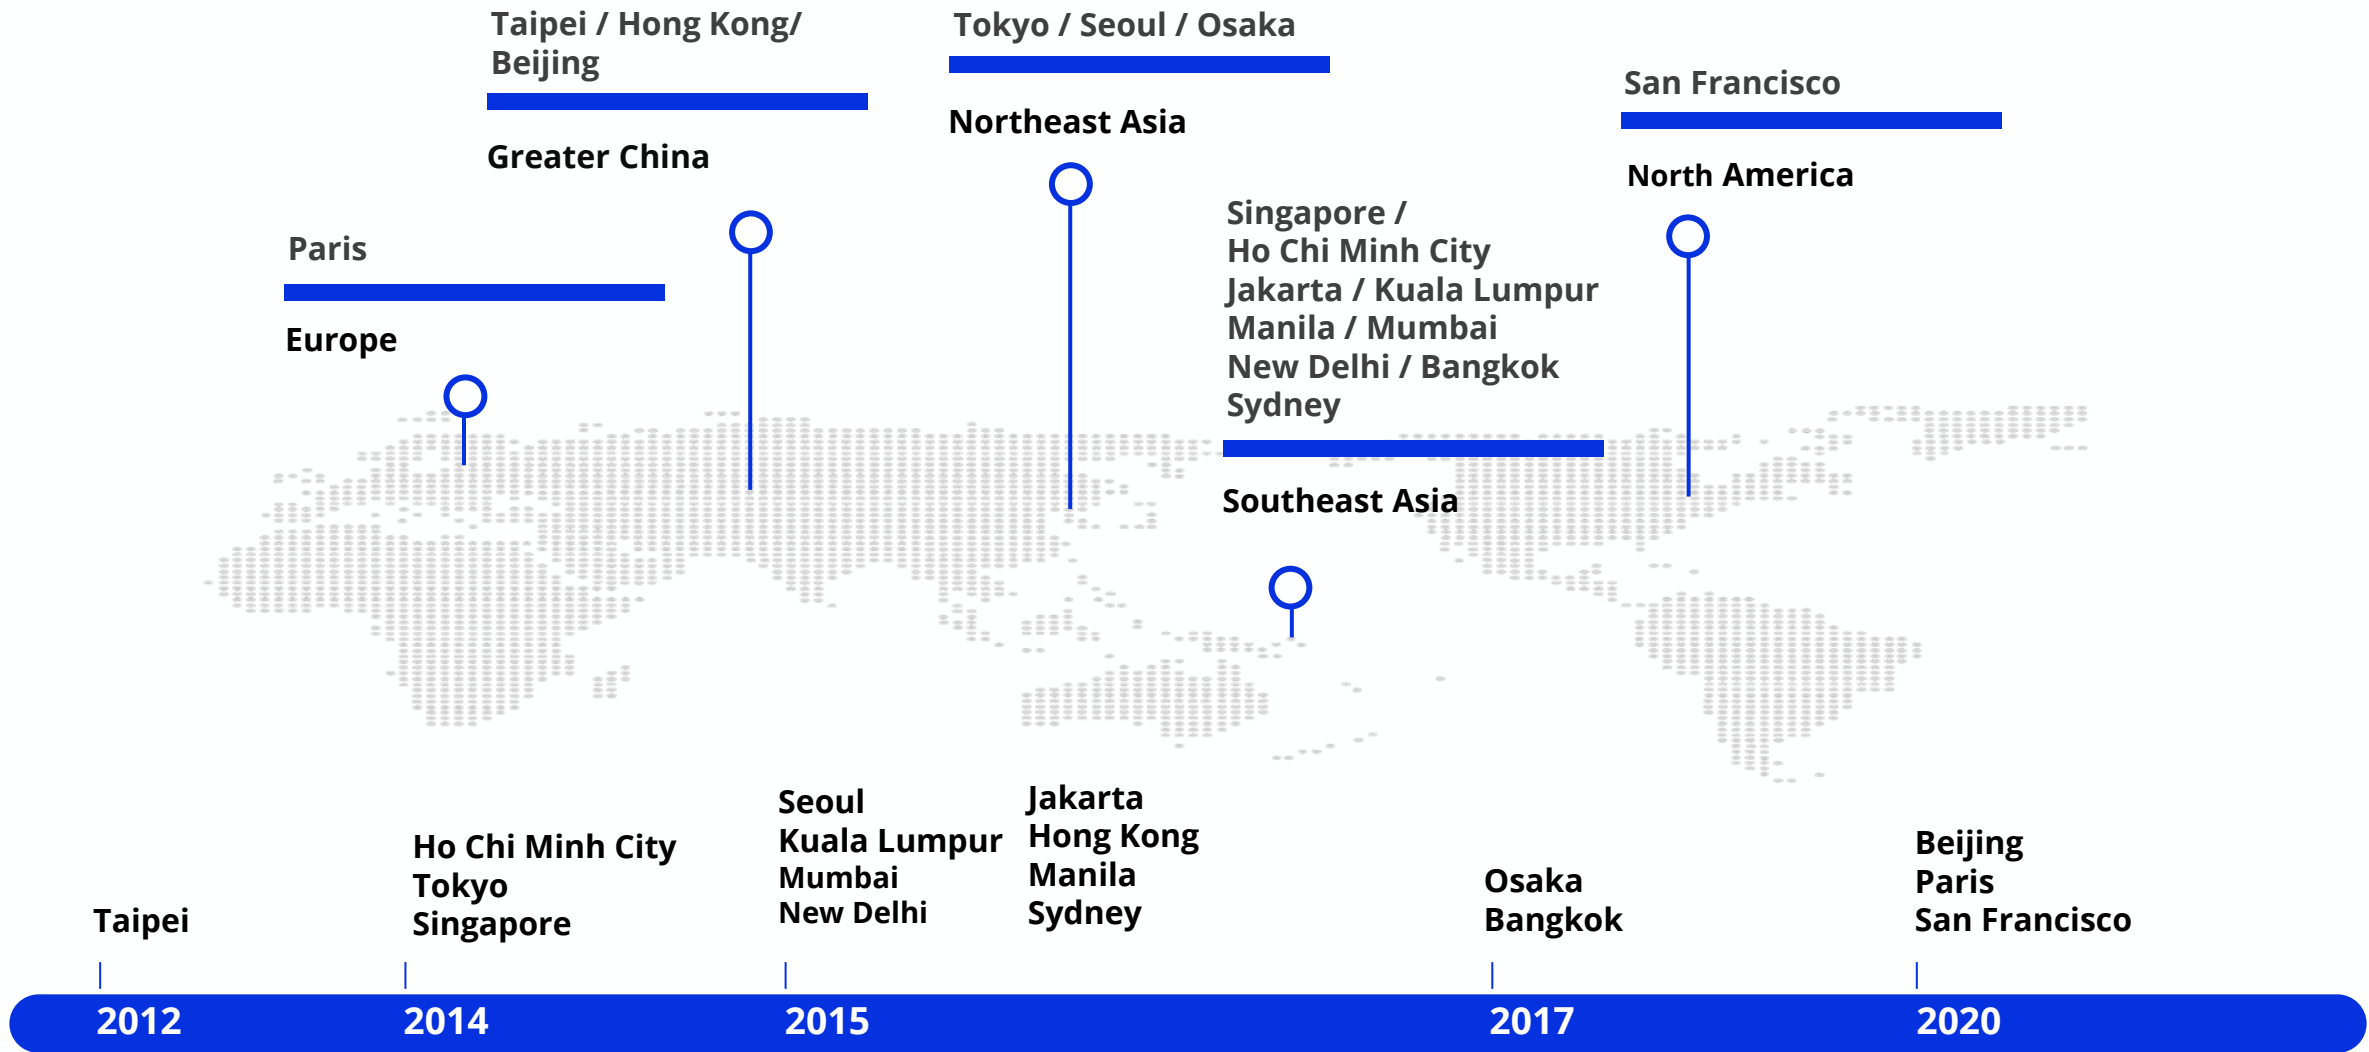 Taipei / Hong Kong/
Beijing
Greater China
Tokyo / Seoul / Osaka
Northeast Asia
San Francisco
North America
Paris
Europe
Singapore /
Ho Chi Minh City
Jakarta / Kuala Lumpur
Manila / Mumbai
New Delhi / Bangkok
Sydney
Southeast Asia
Taipei
Ho Chi Minh City
Tokyo
Singapore
Seoul
Kuala Lumpur
Mumbai
New Delhi
Jakarta
Hong Kong
Manila
Sydney
Osaka
Bangkok
Beijing
Paris
San Francisco
2012
2014
2015
2017
2020